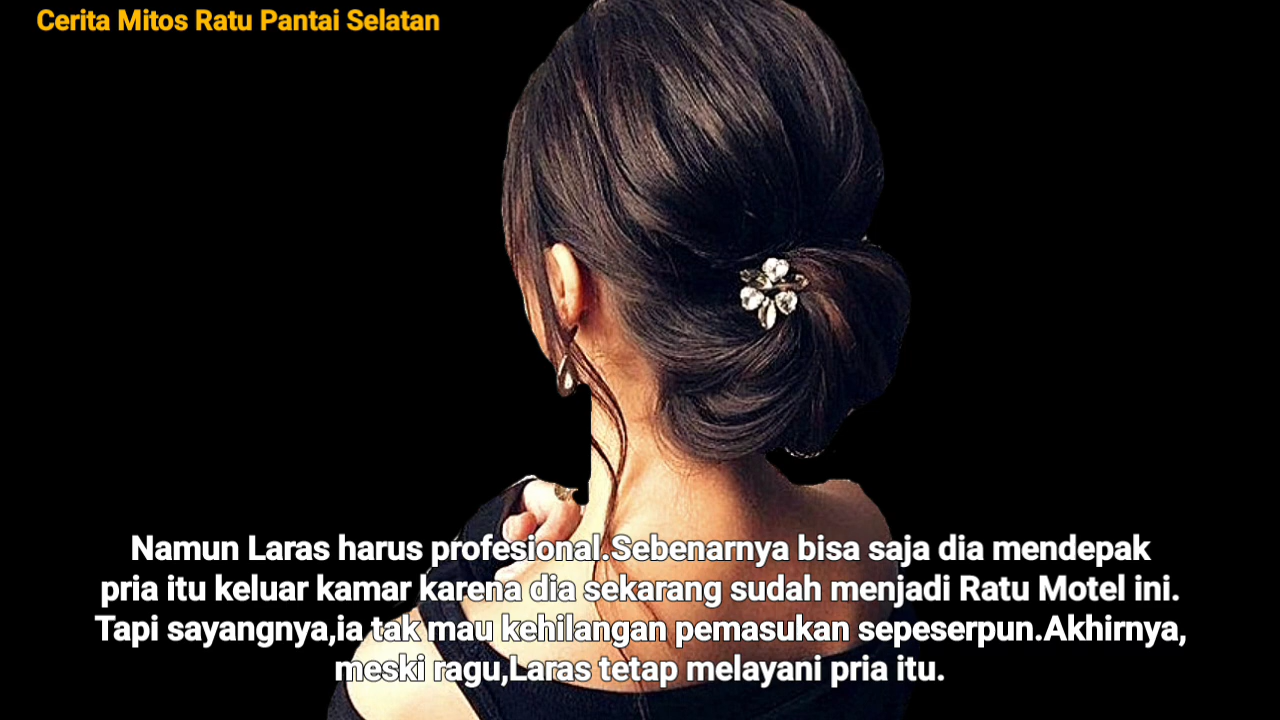 Cerita Mitos Ratu Pantai Selatan
Namun Laras harus profesional.Sebenarnya bisa saja dia mendepak
pria itu keluar kamar karena dia sekarang sudah menjadi Ratu Motel ini.
Tapi sayangnya,ia tak mau kehilangan pemasukan sepeserpun.Akhirnya,
meski ragu,Laras tetap melayani pria itu.